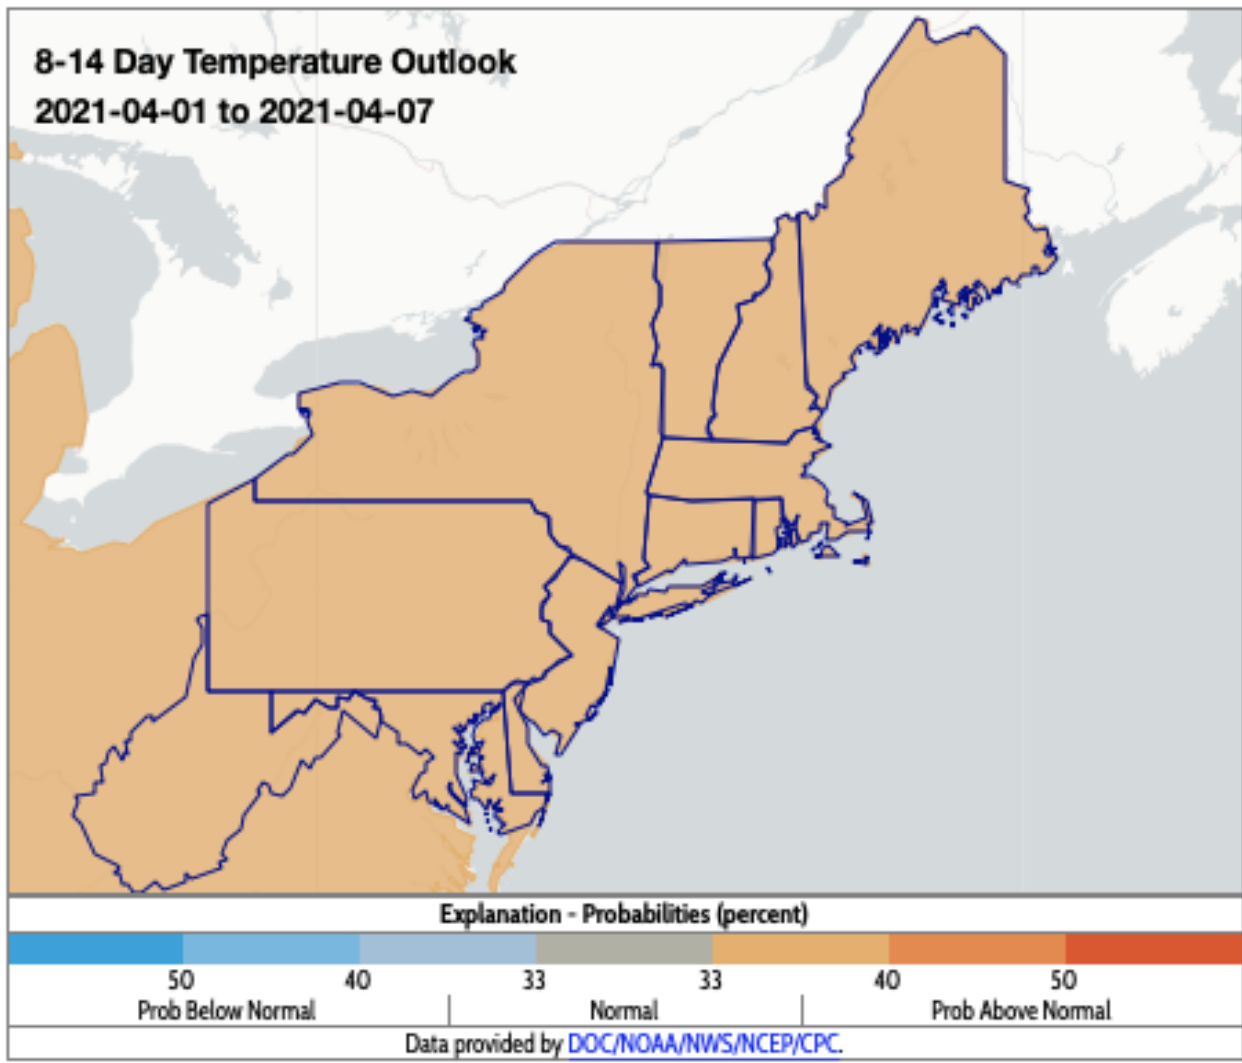 8-14 Day Temperature Outlook
2021-04-01 to 2021-04-07
Explanation - Probabilities (percent)
50 40 33 33 40 50
Prob Below Normal | Normal | Prob Above Normal
Data provided by DOC/NOAA/NWS/NCEP/CPC.